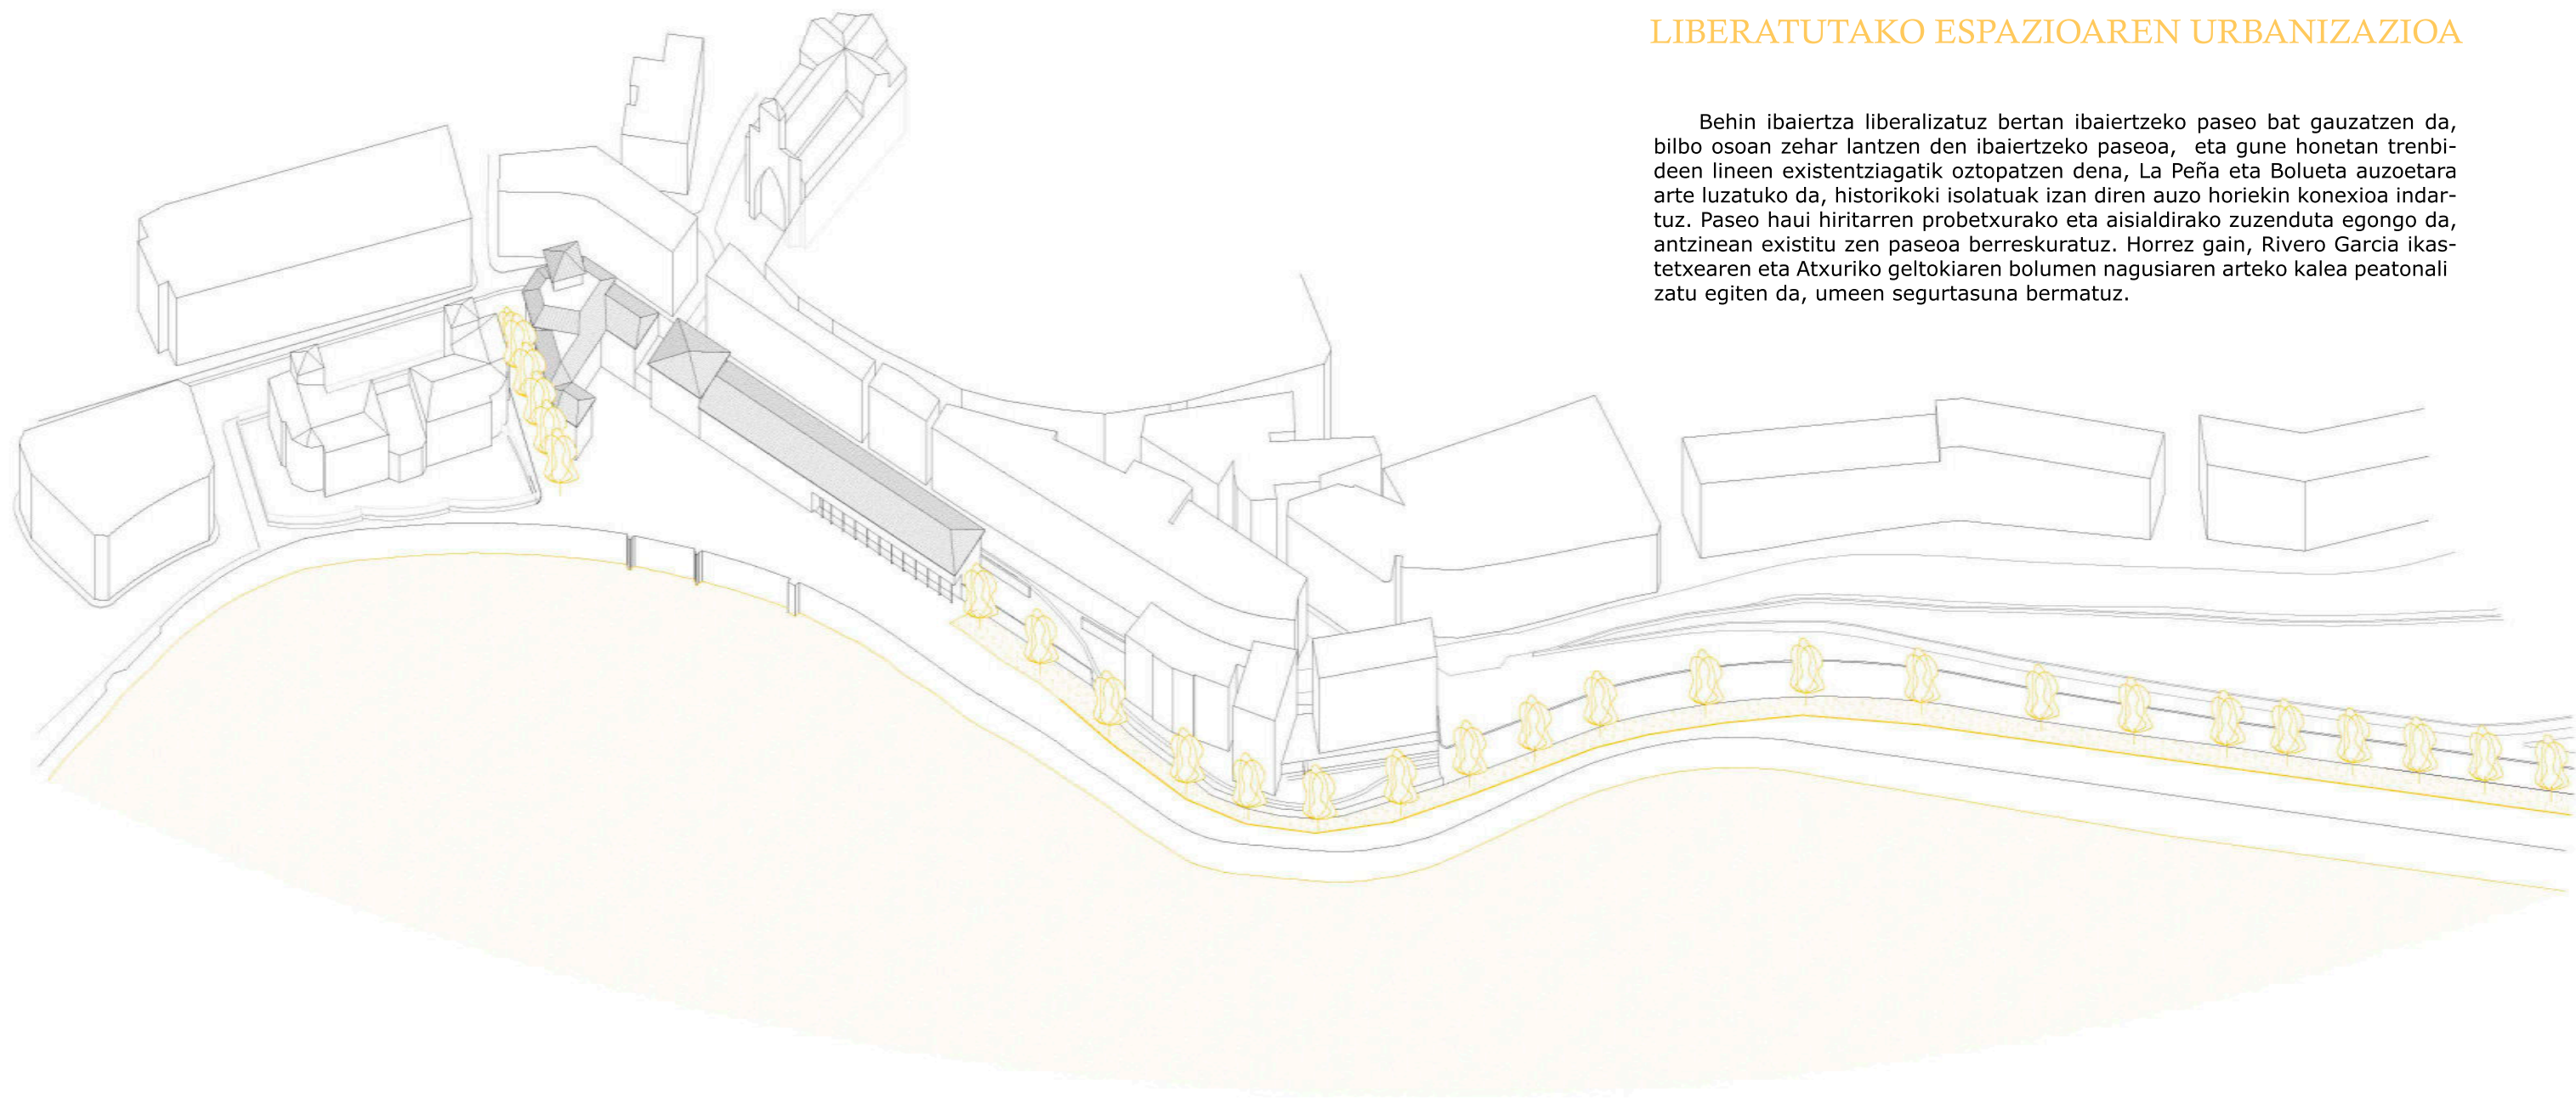 LIBERATUTAKO ESPAZIOAREN URBANIZAZIOA
Behin ibaiertza liberalizatuz bertan ibaiertzeko paseo bat gauzatzen da,
bilbo osoan zehar lantzen den ibaiertzeko paseoa, eta gune honetan trenbi-
deen lineen existentziagatik oztopatzen dena, La Peña eta Bolueta auzoetara
arte luzatuko da, historikoki isolatuak izan diren auzo horiekin konexioa indar-
tuz. Paseo haui hiritarren probetxurako eta aisialdirako zuzenduta egongo da,
antzinean existitu zen paseoa berreskuratuz. Horrez gain, Rivero Garcia ikas-
tetxearen eta Atxuriko geltokiaren bolumen nagusiaren arteko kalea peatonali
zatu egiten da, umeen segurtasuna bermatuz.